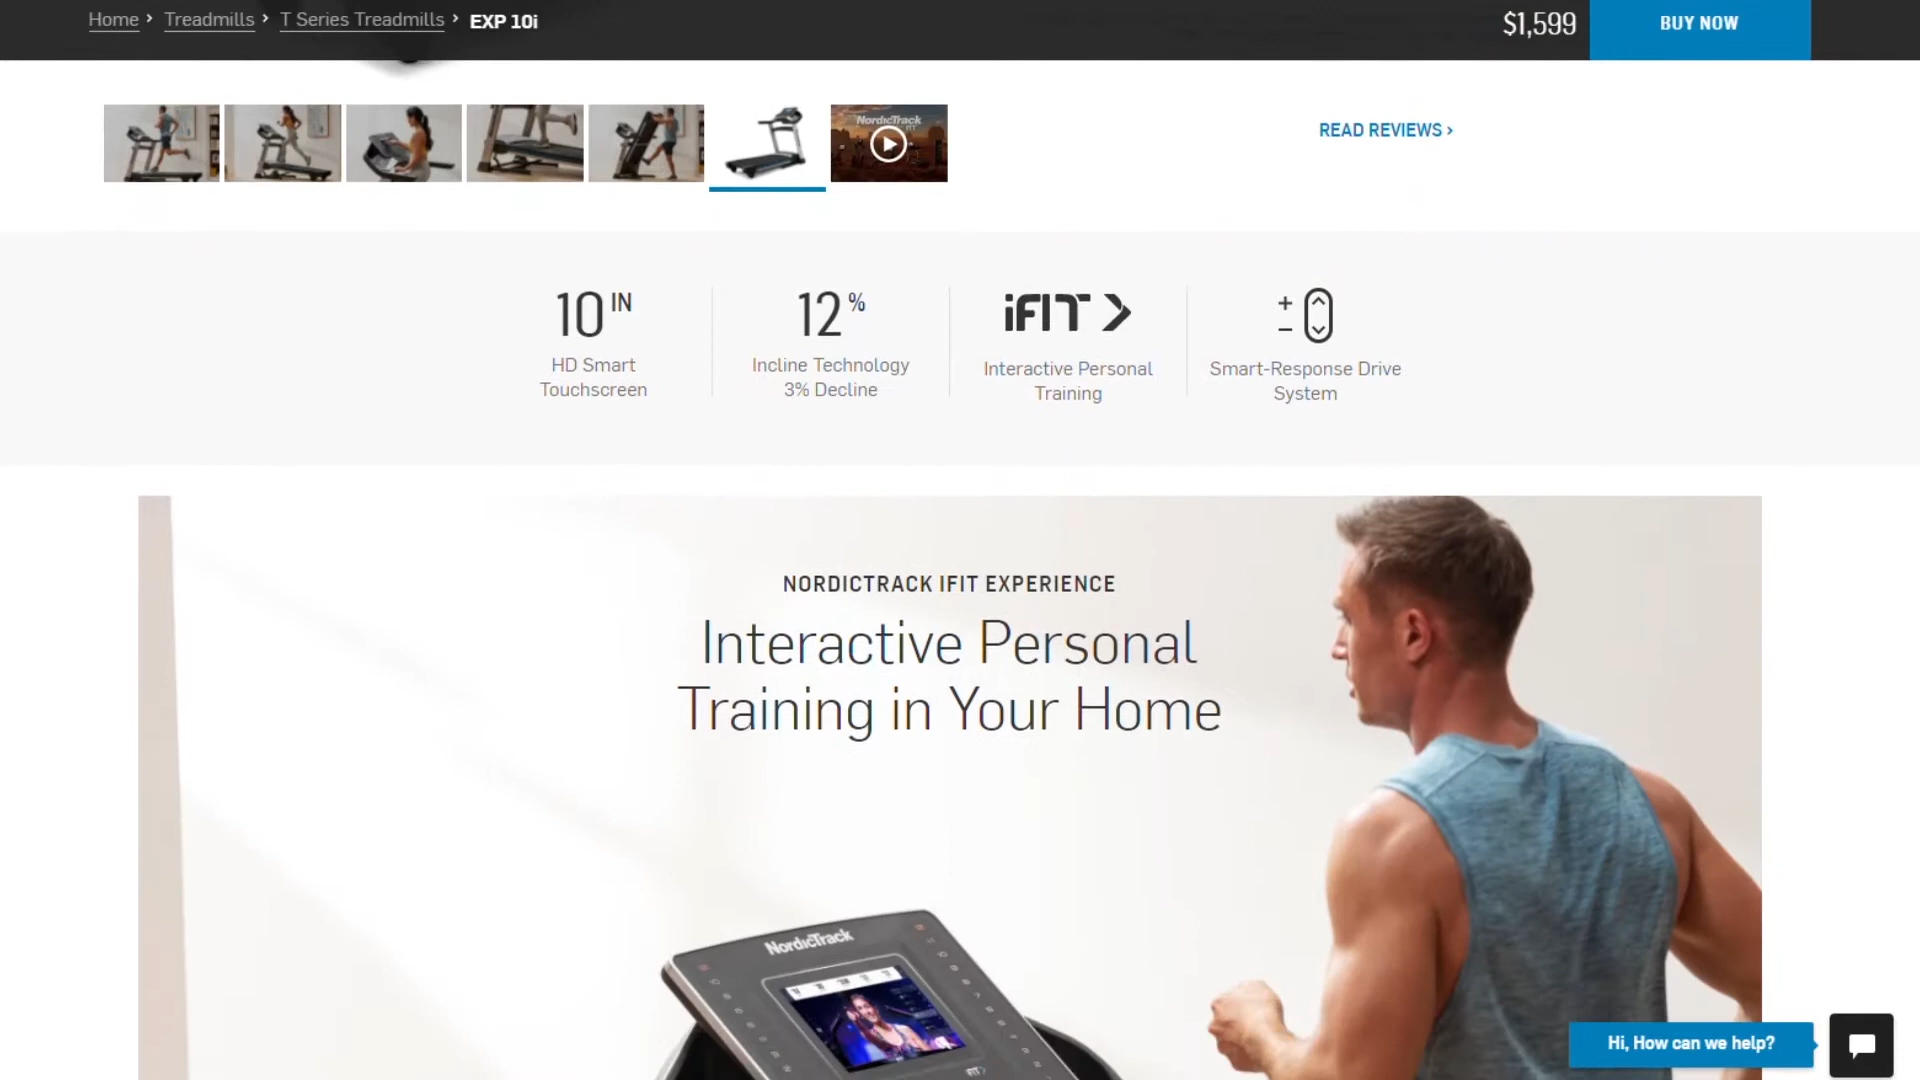 Home › Treadmills › T Series Treadmills › EXP 10i
$1,599
BUY NOW
NordicTrack
READ REVIEWS ›
10 IN
HD Smart
Touchscreen
12 %
Incline Technology
3% Decline
iFIT
Interactive Personal
Training
+
−
Smart-Response Drive
System
NORDICTRACK IFIT EXPERIENCE
Interactive Personal
Training in Your Home
NordicTrack
Hi, How can we help?